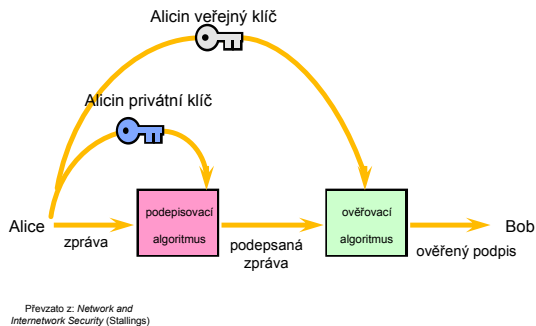 Alicin veřejný klíč
Alicin privátní klíč
Alice
zpráva
podepisovací
algoritmus
podepsaná
zpráva
ověřovací
algoritmus
ověřený podpis
Bob
Převzato z: Network and
Internetwork Security (Stallings)